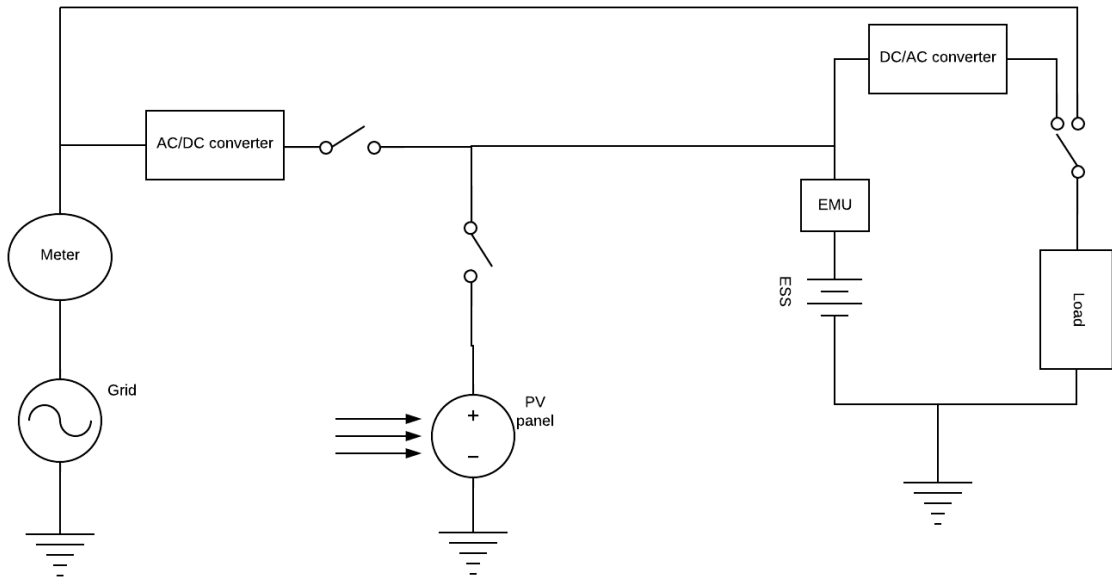 DC/AC converter
AC/DC converter
EMU
Meter
ESS
Load
Grid
PV
panel
+
−